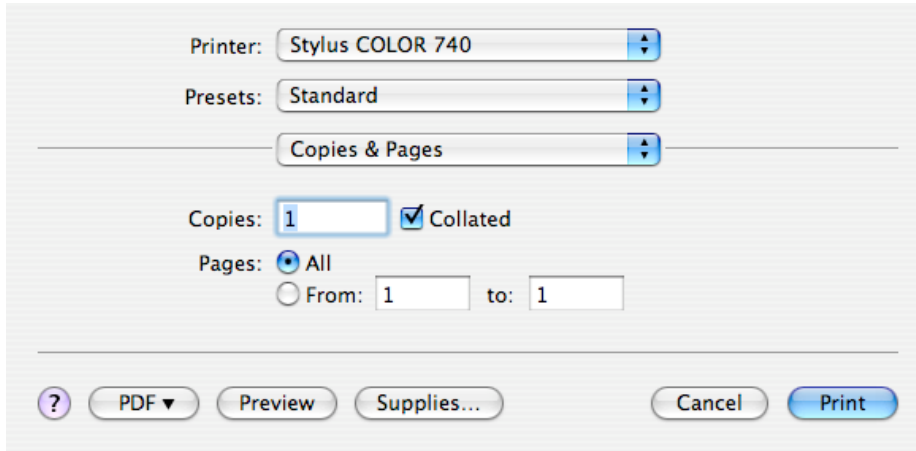 Printer: Stylus COLOR 740
Presets: Standard
Copies & Pages
Copies: 1 Collated
Pages: All
From: 1 to: 1
? PDF ▼ Preview Supplies... Cancel Print